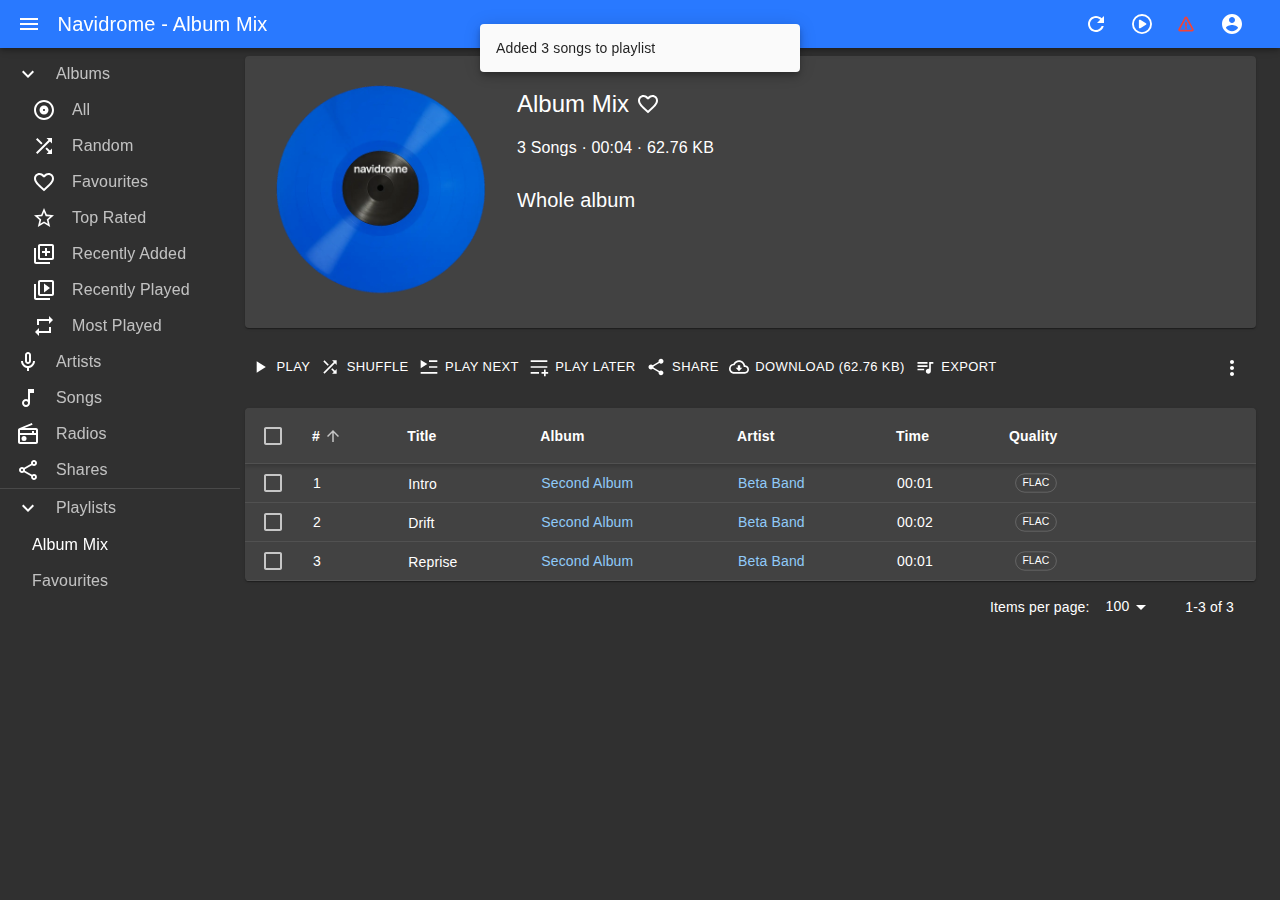 Navidrome - Album Mix
Added 3 songs to playlist
Albums
All
Random
Favourites
Top Rated
Recently Added
Recently Played
Most Played
Artists
Songs
Radios
Shares
Playlists
Album Mix
Favourites
navidrome
Album Mix
3 Songs · 00:04 · 62.76 KB
Whole album
PLAY SHUFFLE PLAY NEXT PLAY LATER SHARE DOWNLOAD (62.76 KB) EXPORT
# Title Album Artist Time Quality
1 Intro Second Album Beta Band 00:01 FLAC
2 Drift Second Album Beta Band 00:02 FLAC
3 Reprise Second Album Beta Band 00:01 FLAC
Items per page: 100 1-3 of 3